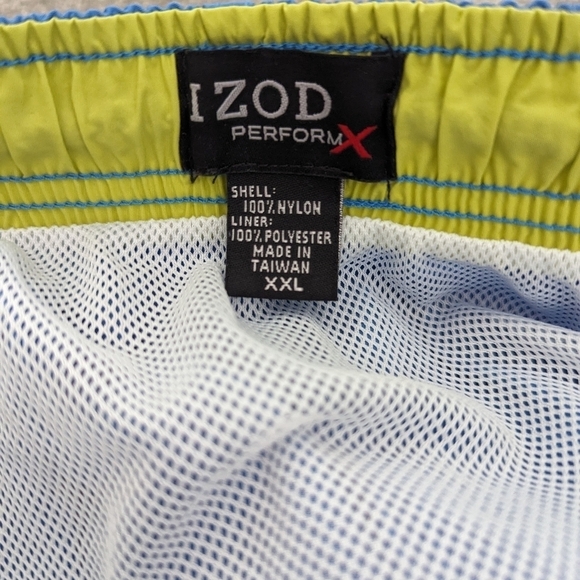 IZOD
PERFORMX
SHELL:
100% NYLON
LINER:
100% POLYESTER
MADE IN
TAIWAN
XXL